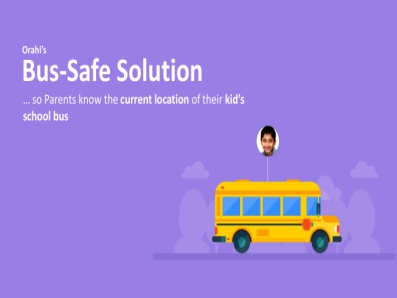 Orahi's
Bus-Safe Solution
... so Parents know the current location of their kid's
school bus